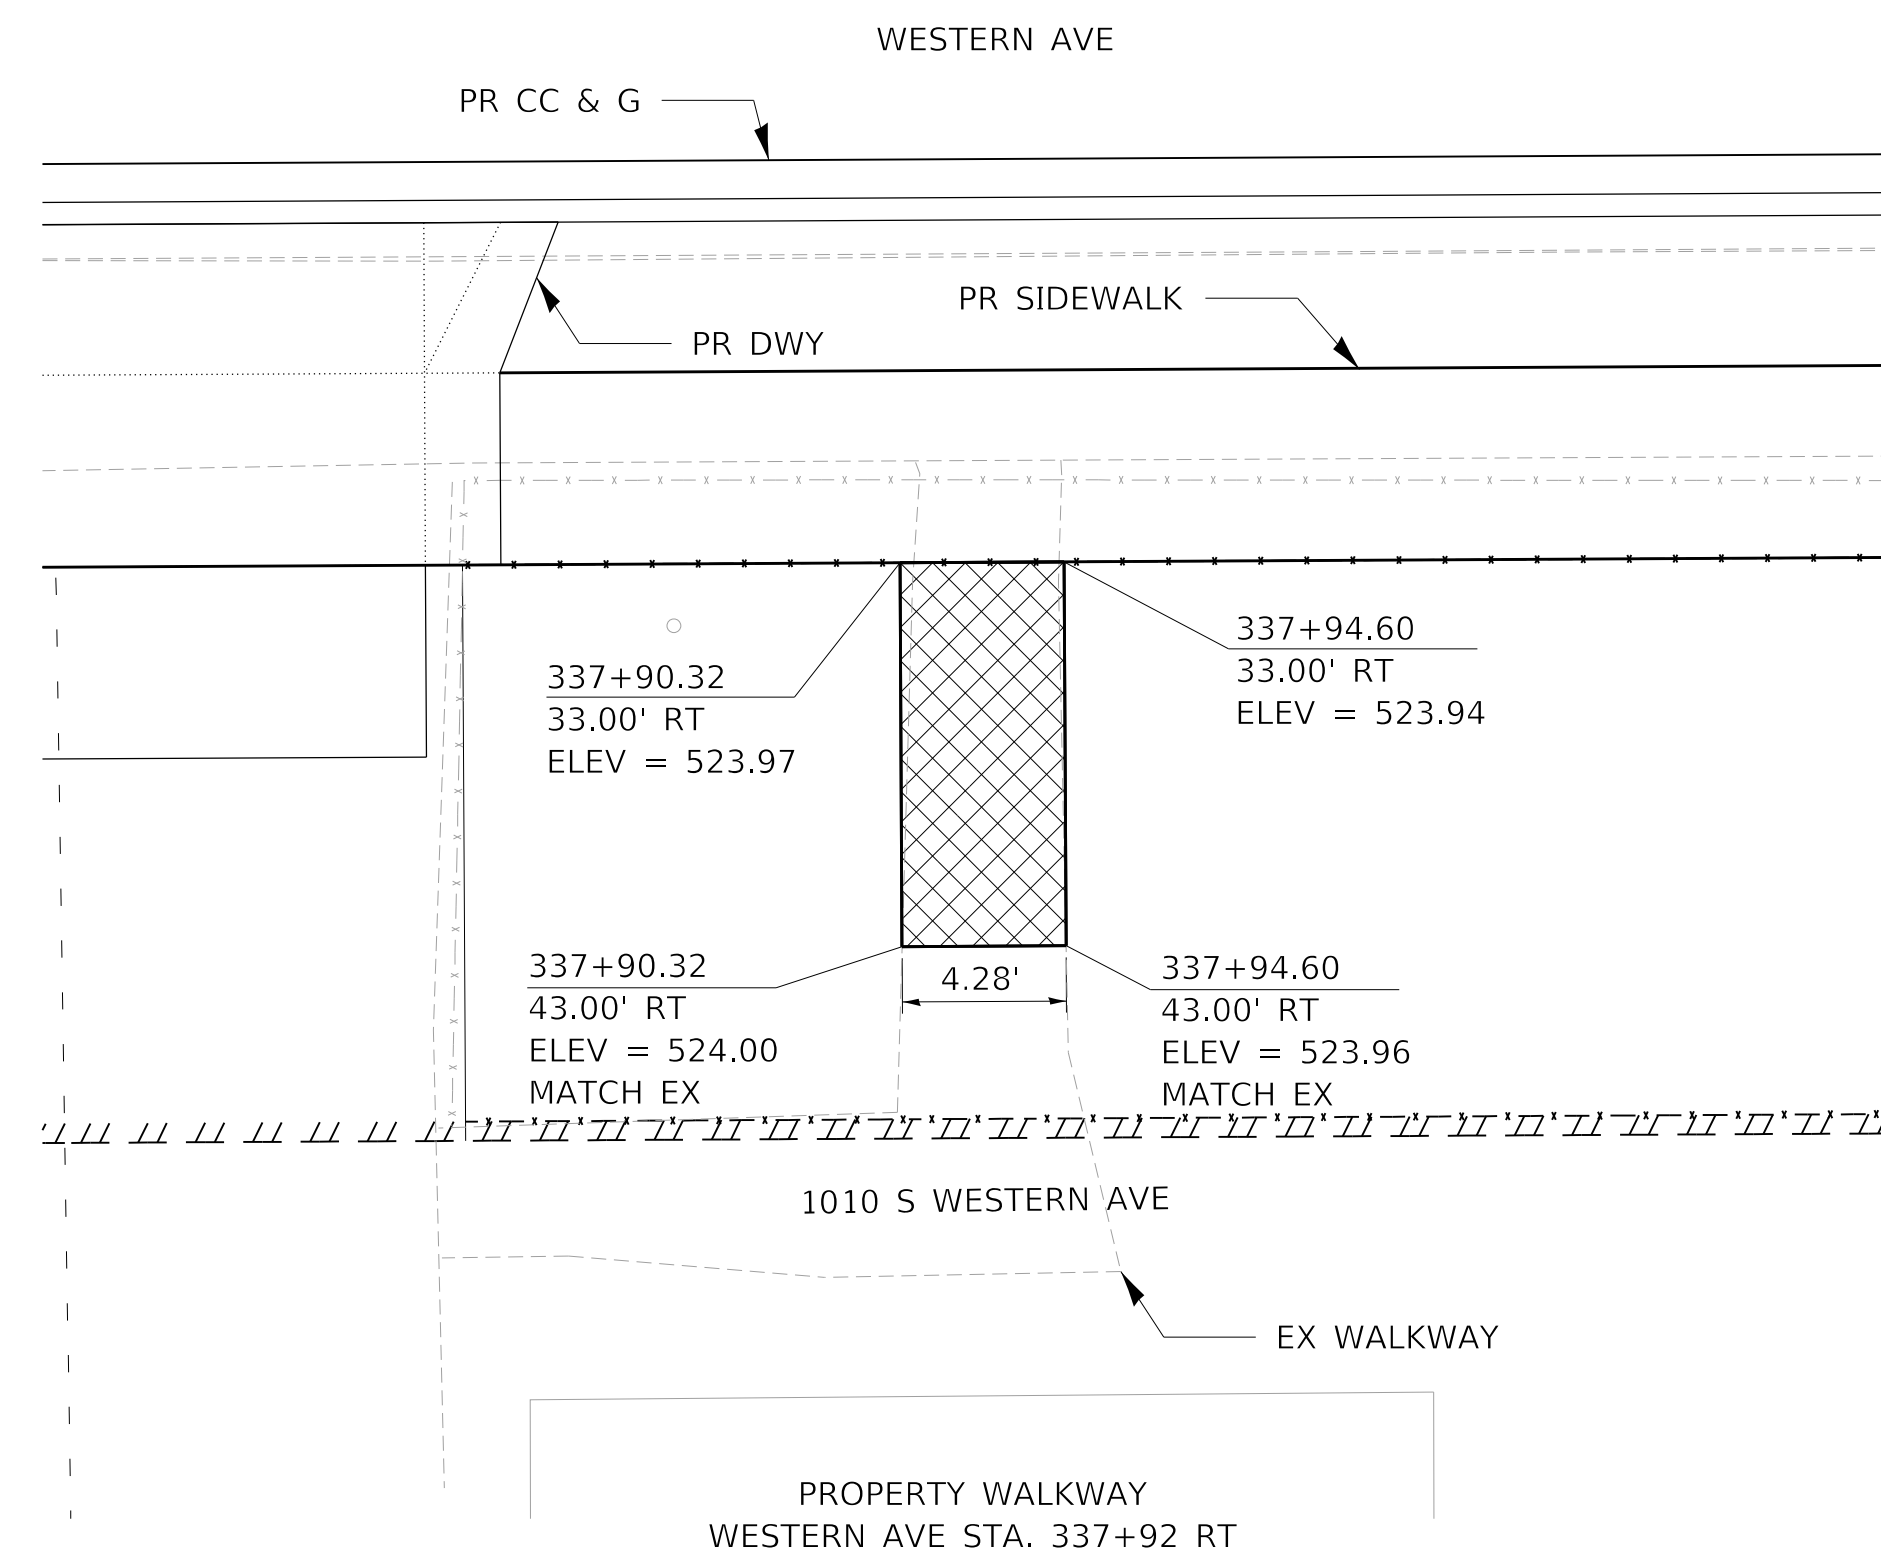 WESTERN AVE
PR CC & G
PR SIDEWALK
PR DWY
337+90.32
33.00' RT
ELEV = 523.97
337+94.60
33.00' RT
ELEV = 523.94
337+90.32
43.00' RT
ELEV = 524.00
MATCH EX
4.28'
337+94.60
43.00' RT
ELEV = 523.96
MATCH EX
1010 S WESTERN AVE
EX WALKWAY
PROPERTY WALKWAY
WESTERN AVE STA. 337+92 RT